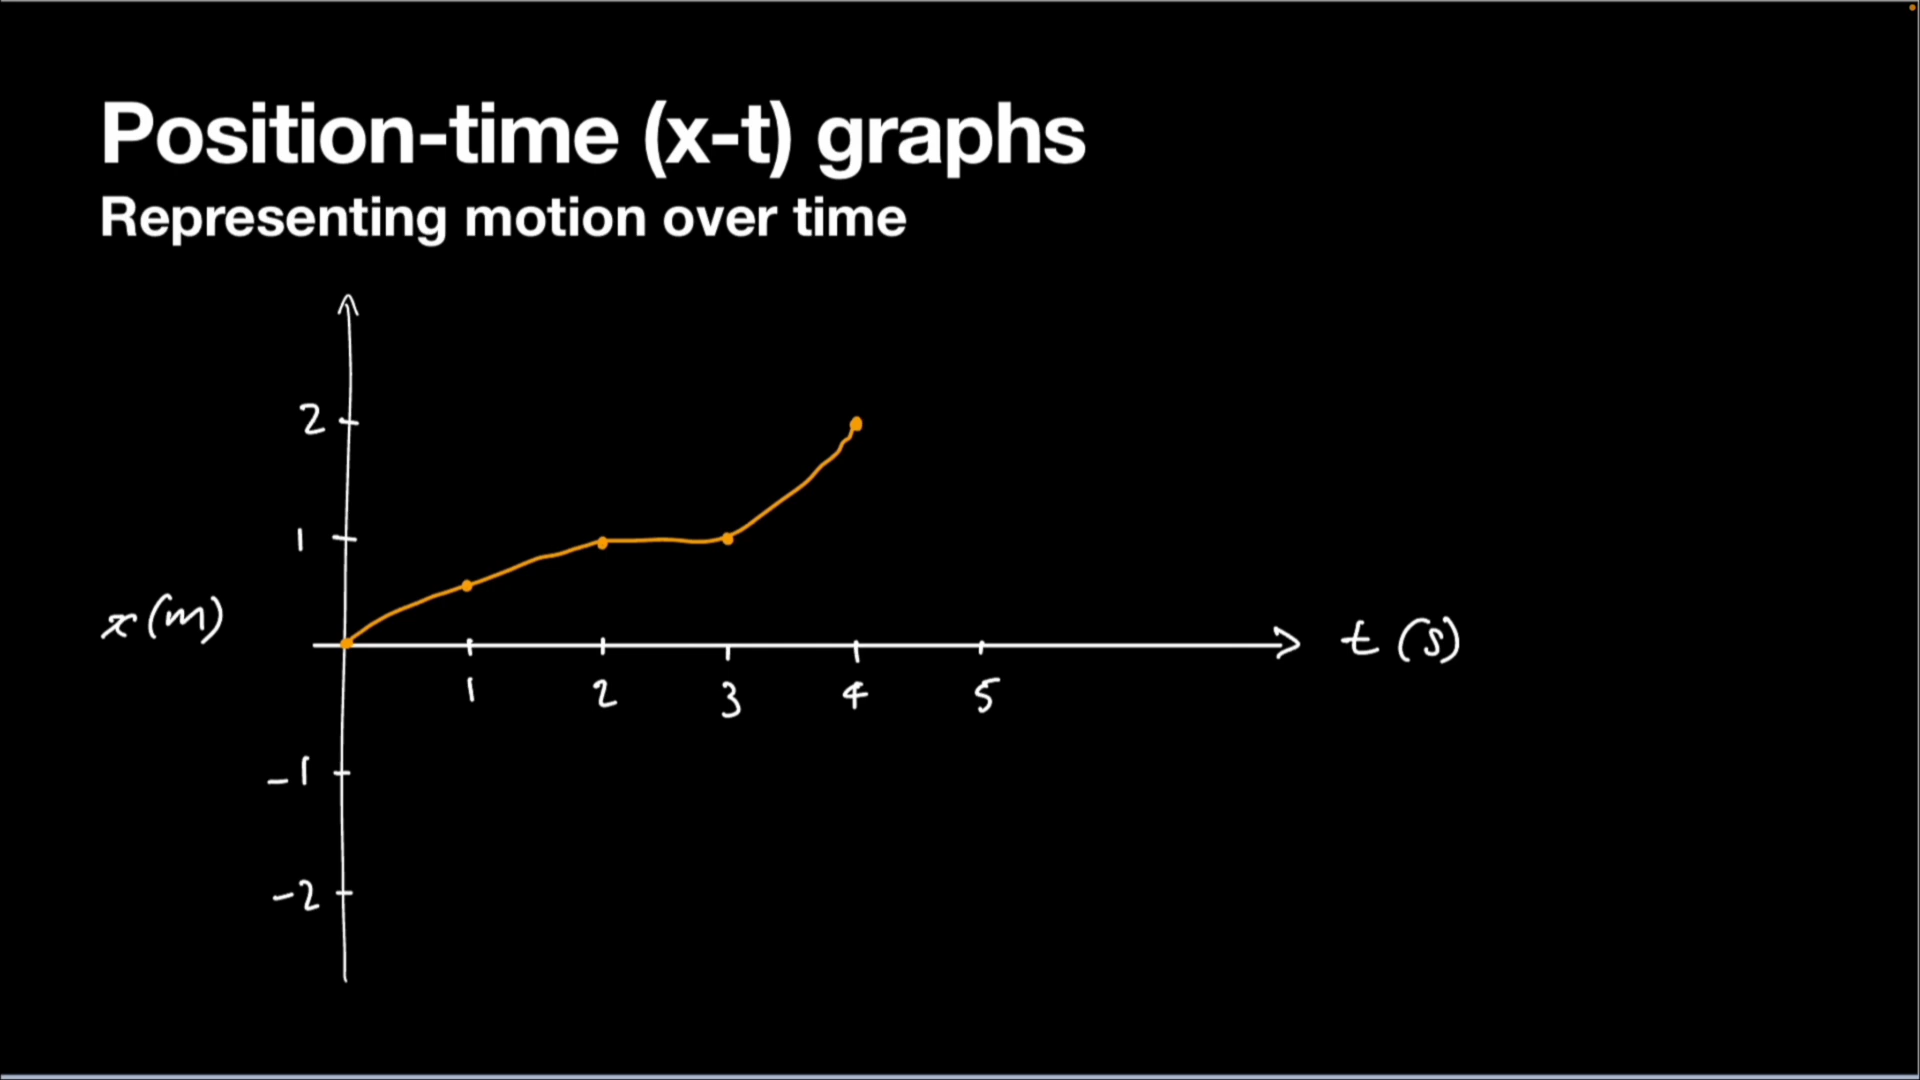 Position-time (x-t) graphs
Representing motion over time
2
1
x (m)
t (s)
1 2 3 4 5
-1
-2